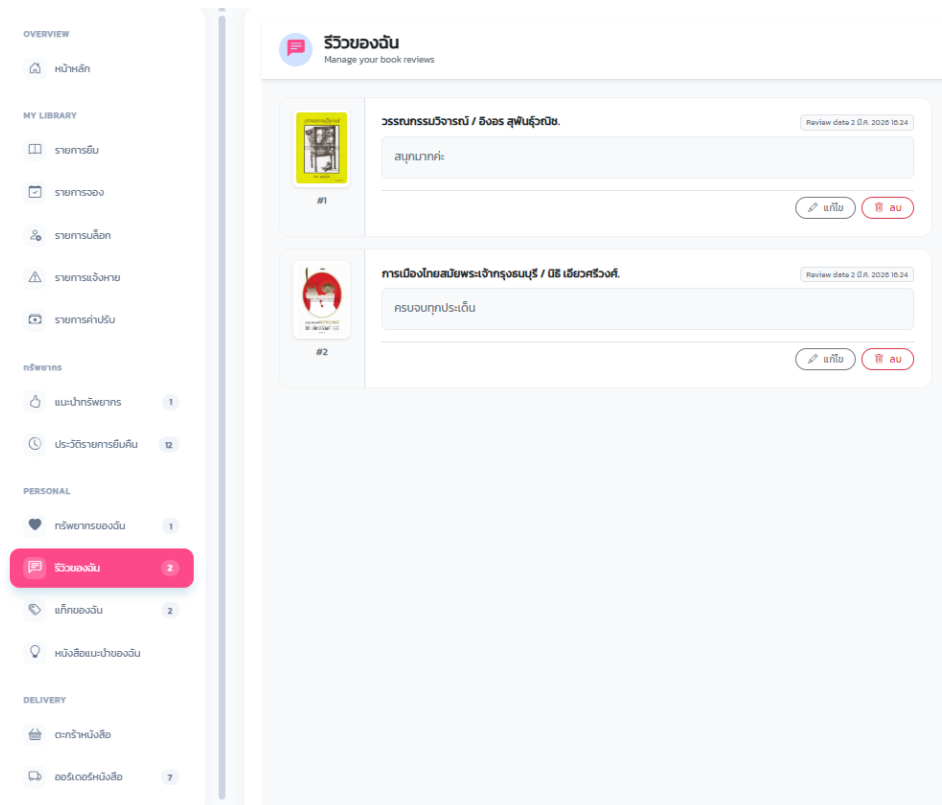 OVERVIEW
หน้าหลัก
MY LIBRARY
รายการยืม
รายการจอง
รายการบล็อก
รายการแจ้งหาย
รายการค่าปรับ
ทรัพยากร
แนะนำทรัพยากร 1
ประวัติรายการยืมคืน 12
PERSONAL
ทรัพยากรของฉัน 1
รีวิวของฉัน 2
แท็กของฉัน 2
หนังสือแนะนำของฉัน
DELIVERY
ตะกร้าหนังสือ
ออร์เดอร์หนังสือ 7
รีวิวของฉัน
Manage your book reviews
วรรณกรรมวิจารณ์ / อิงอร สุพันธุ์วณิช.
Review date 2 มี.ค. 2026 16:24
สนุกมากค่ะ
#1
แก้ไข
ลบ
การเมืองไทยสมัยพระเจ้ากรุงธนบุรี / นิธิ เอียวศรีวงศ์.
Review date 2 มี.ค. 2026 16:24
ครบจบทุกประเด็น
#2
แก้ไข
ลบ